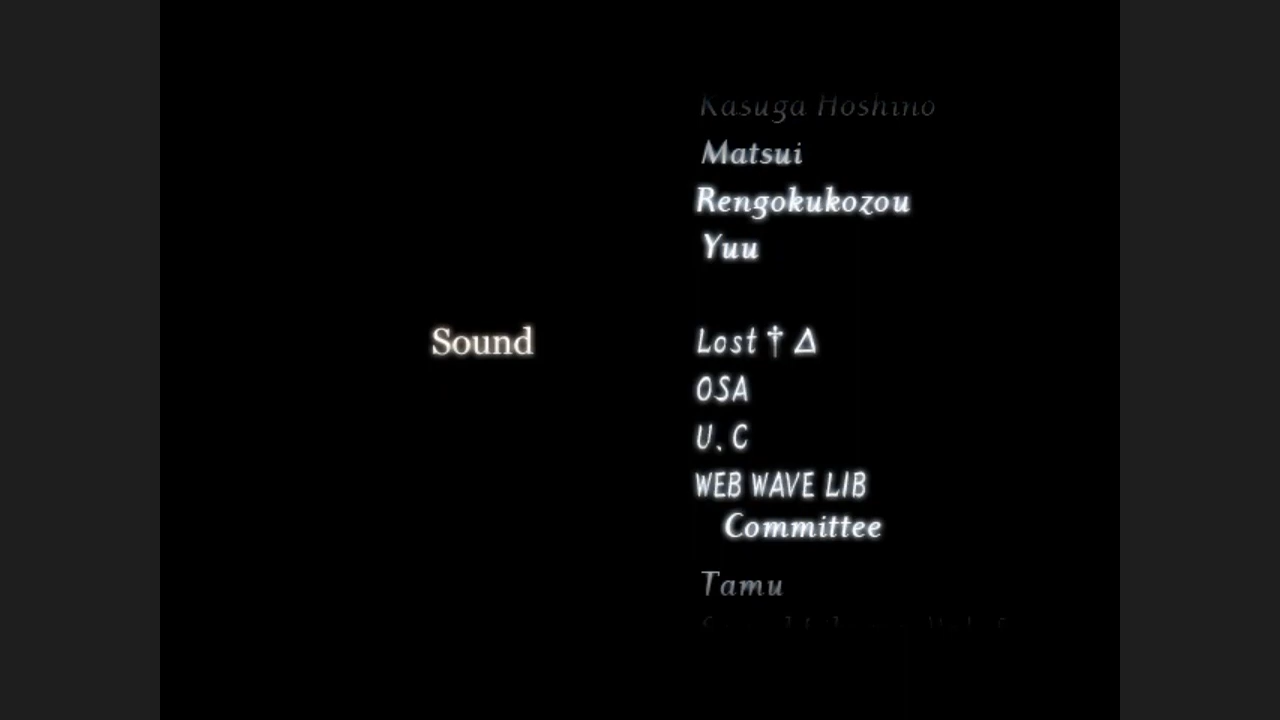 Kasuga Hoshino
Matsui
Rengokukozou
Yuu
Sound
Lost † Δ
OSA
U.C
WEB WAVE LIB
Committee
Tamu